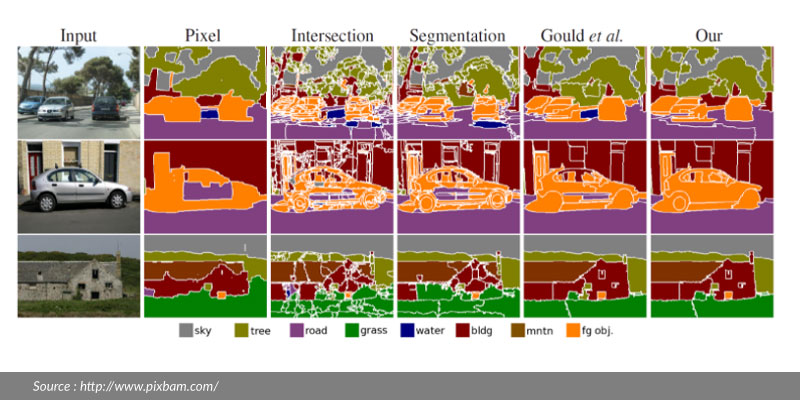 Input Pixel Intersection Segmentation Gould et al. Our
sky tree road grass water bldg mntn fg obj.
Source : http://www.pixbam.com/